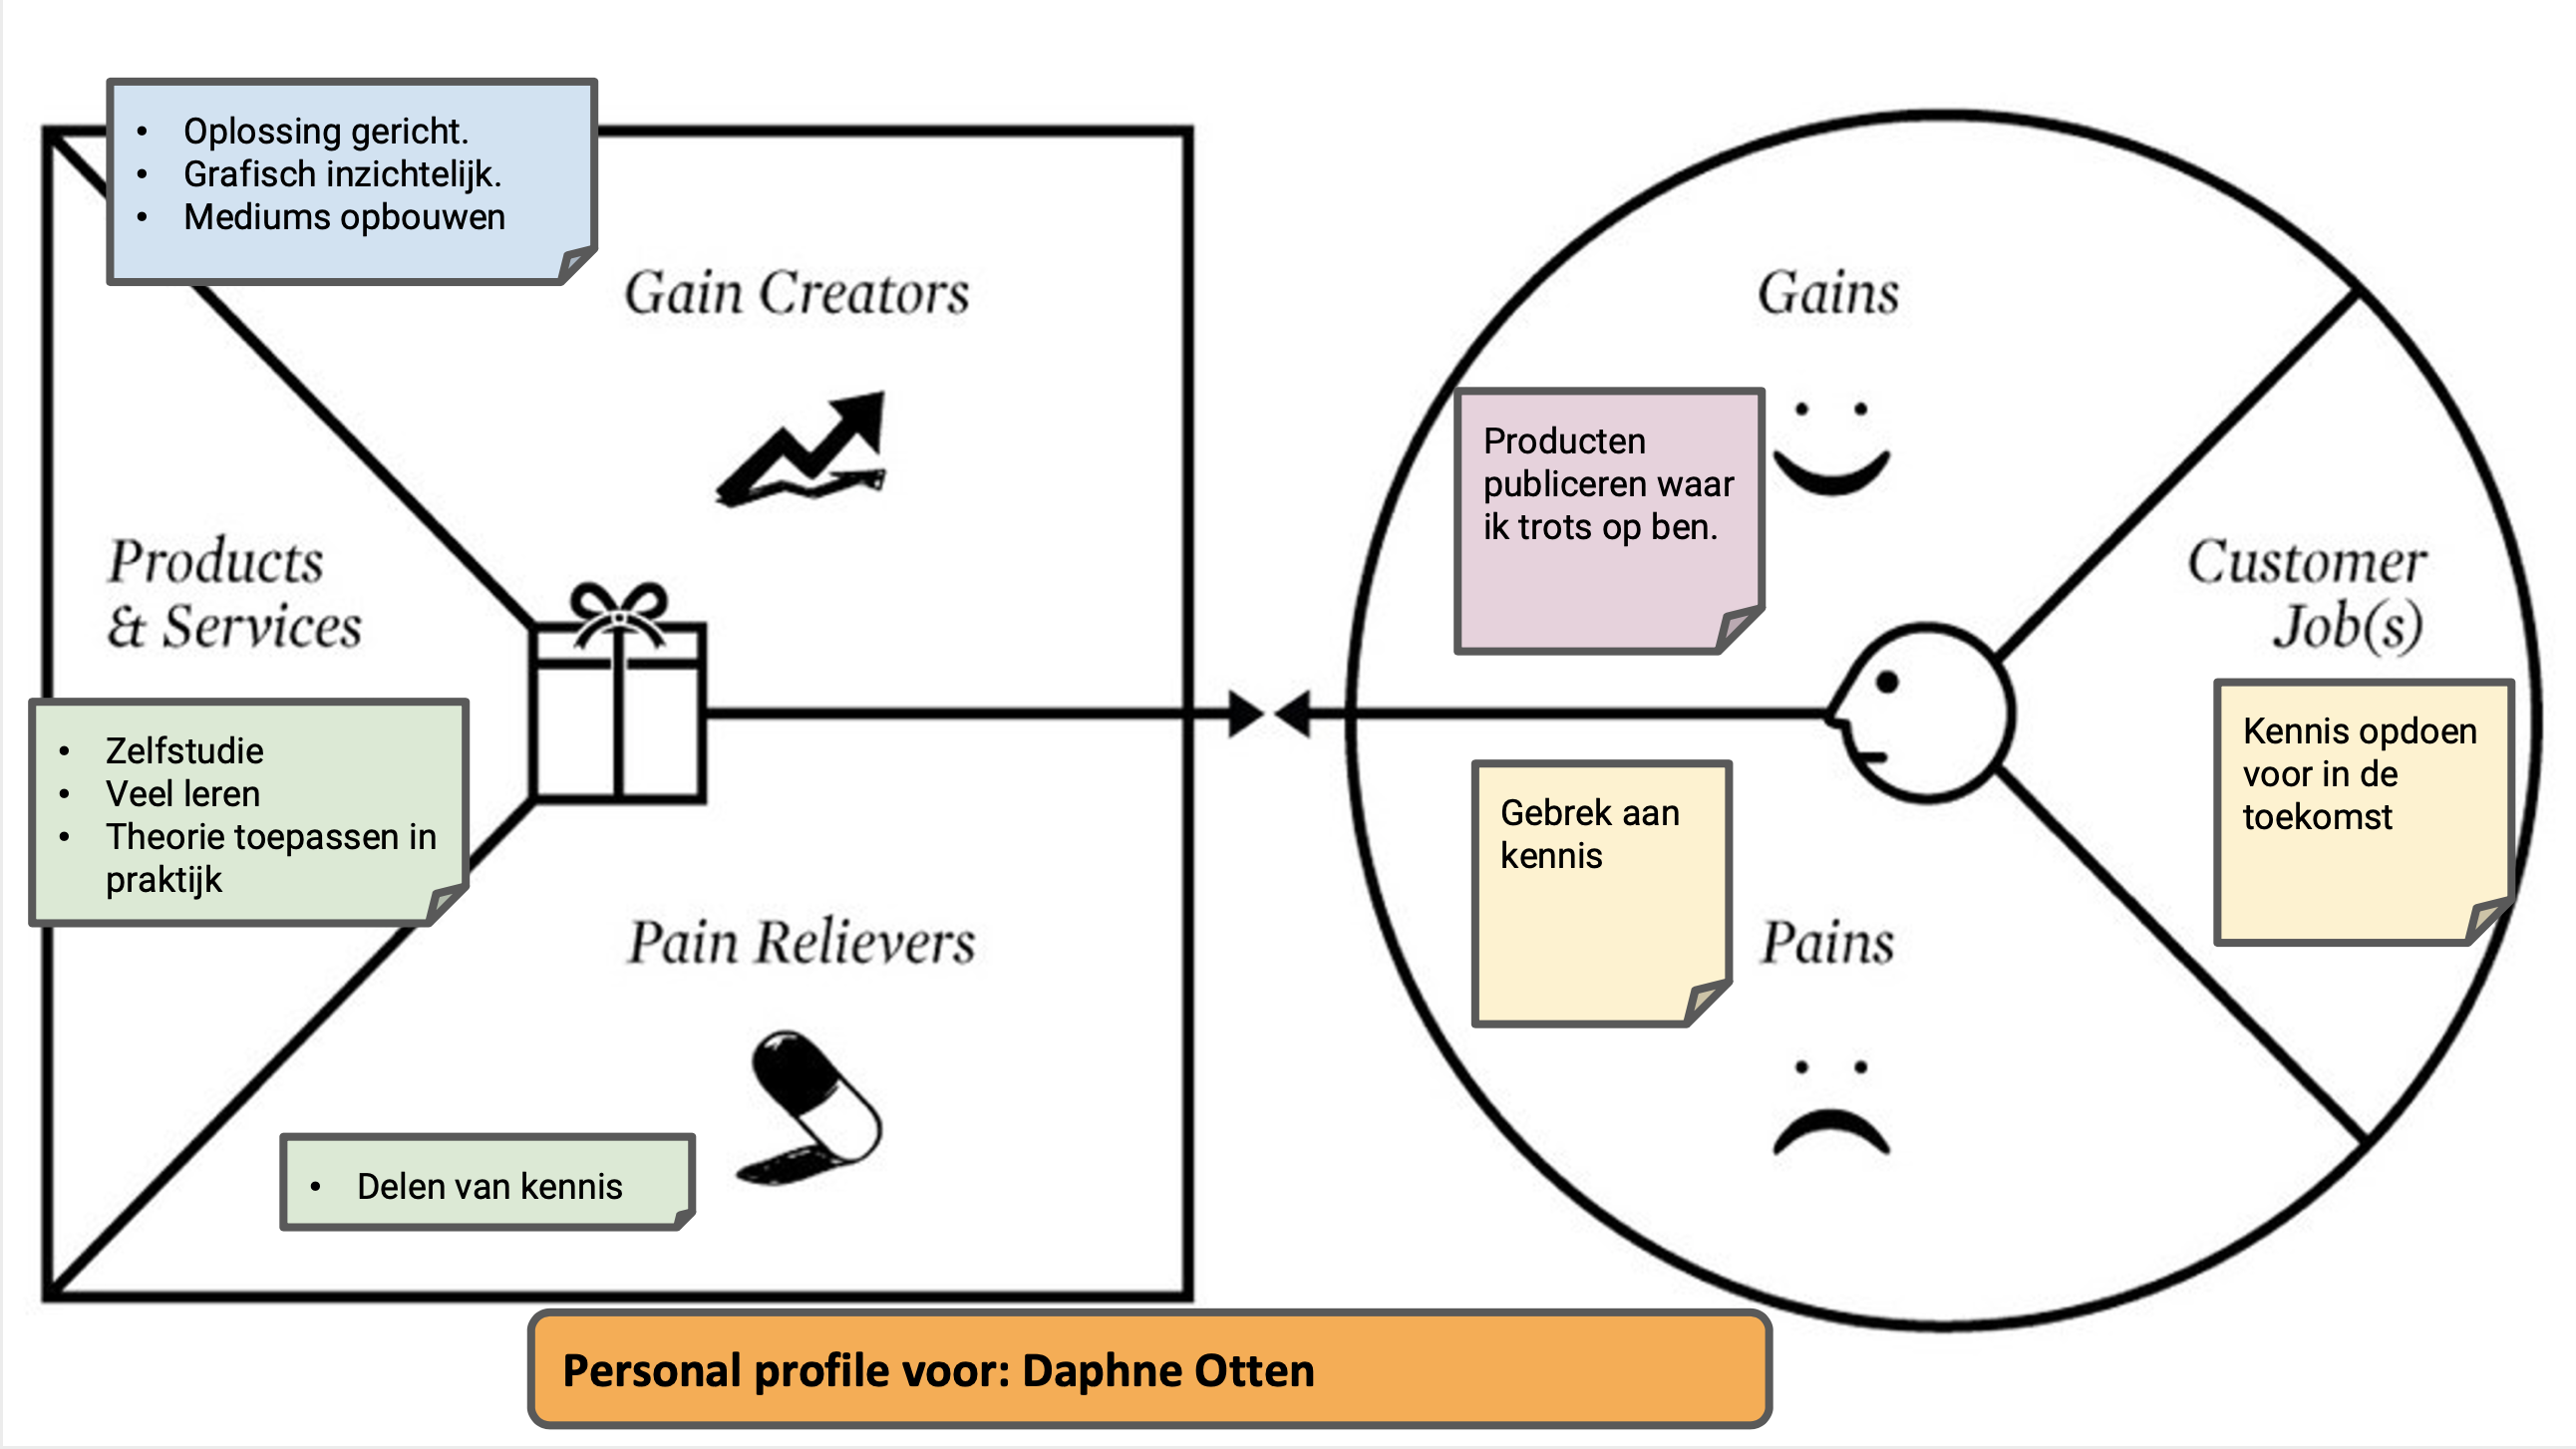 • Oplossing gericht.
• Grafisch inzichtelijk.
• Mediums opbouwen
Gain Creators
Products
& Services
• Zelfstudie
• Veel leren
• Theorie toepassen in
praktijk
Pain Relievers
• Delen van kennis
Gains
Producten
publiceren waar
ik trots op ben.
Customer
Job(s)
Kennis opdoen
voor in de
toekomst
Gebrek aan
kennis
Pains
Personal profile voor: Daphne Otten